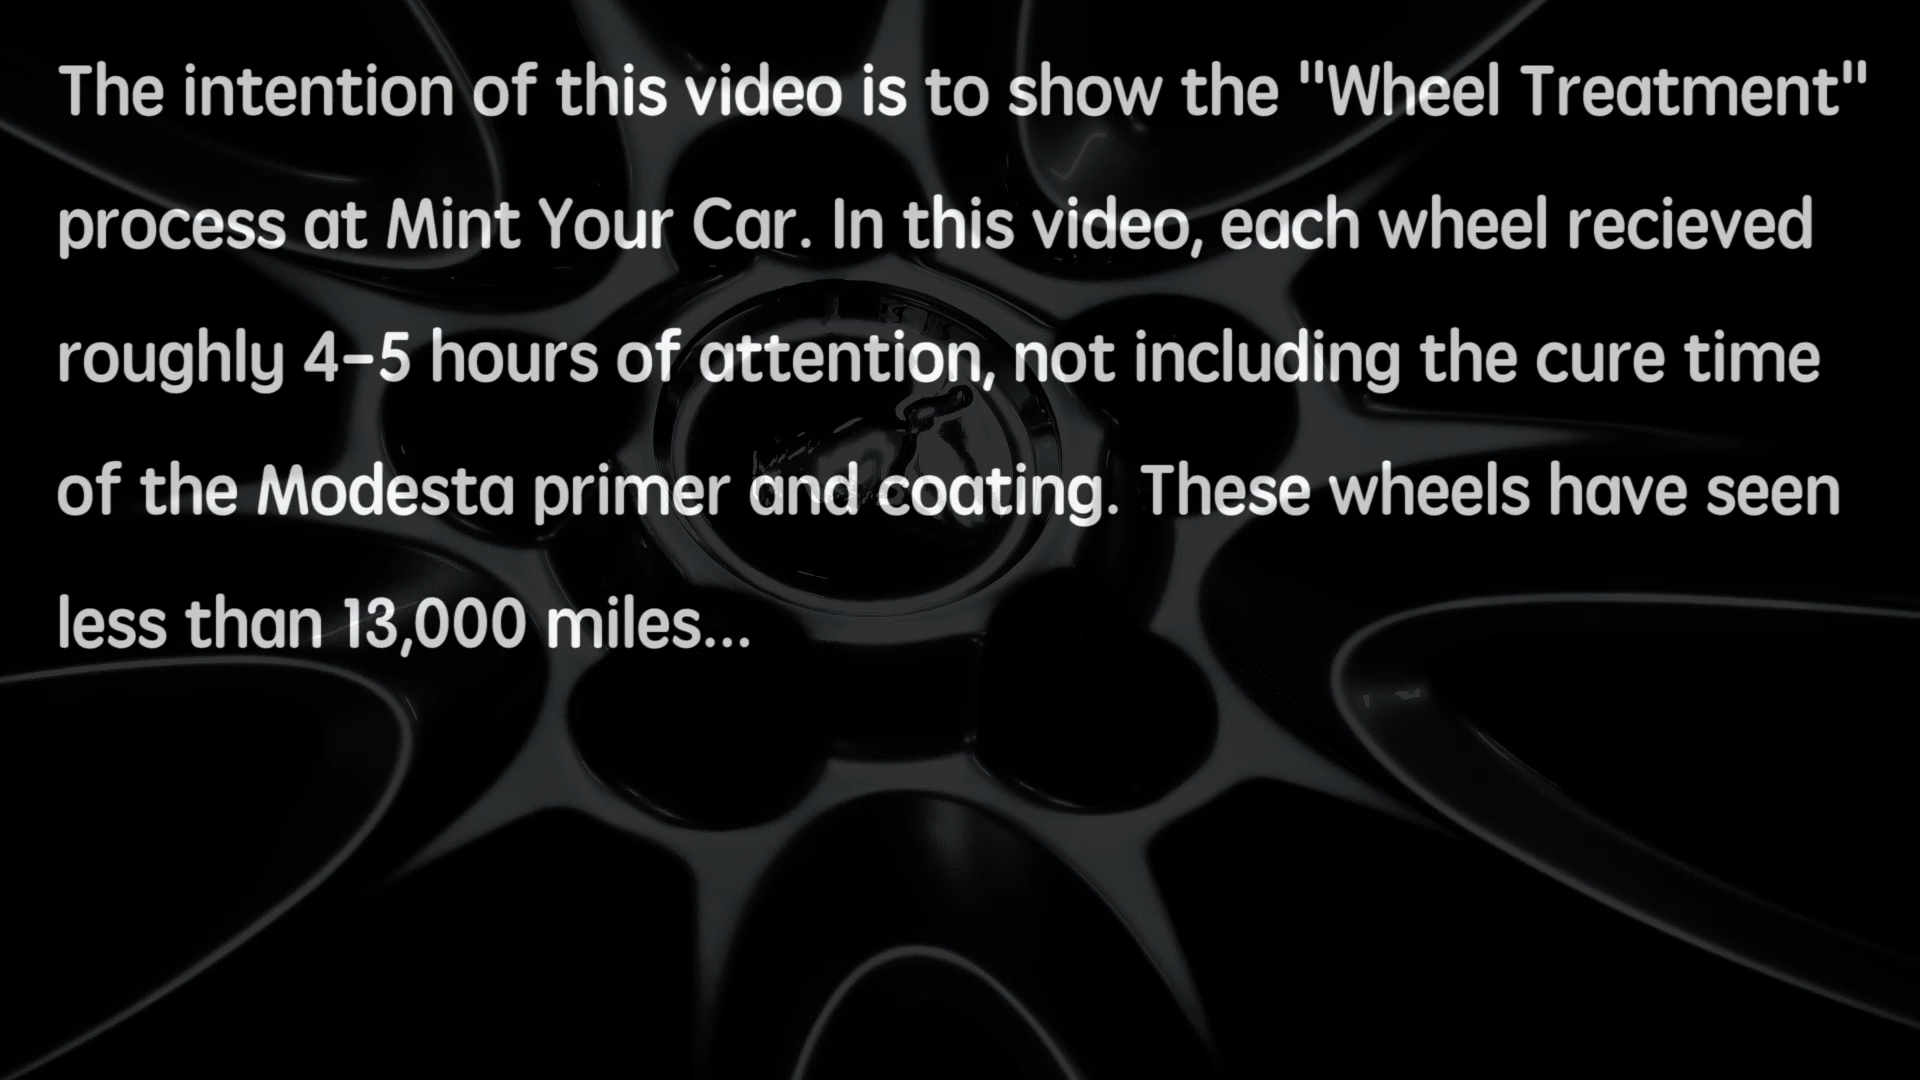 The intention of this video is to show the "Wheel Treatment"
process at Mint Your Car. In this video, each wheel recieved
roughly 4-5 hours of attention, not including the cure time
of the Modesta primer and coating. These wheels have seen
less than 13,000 miles...